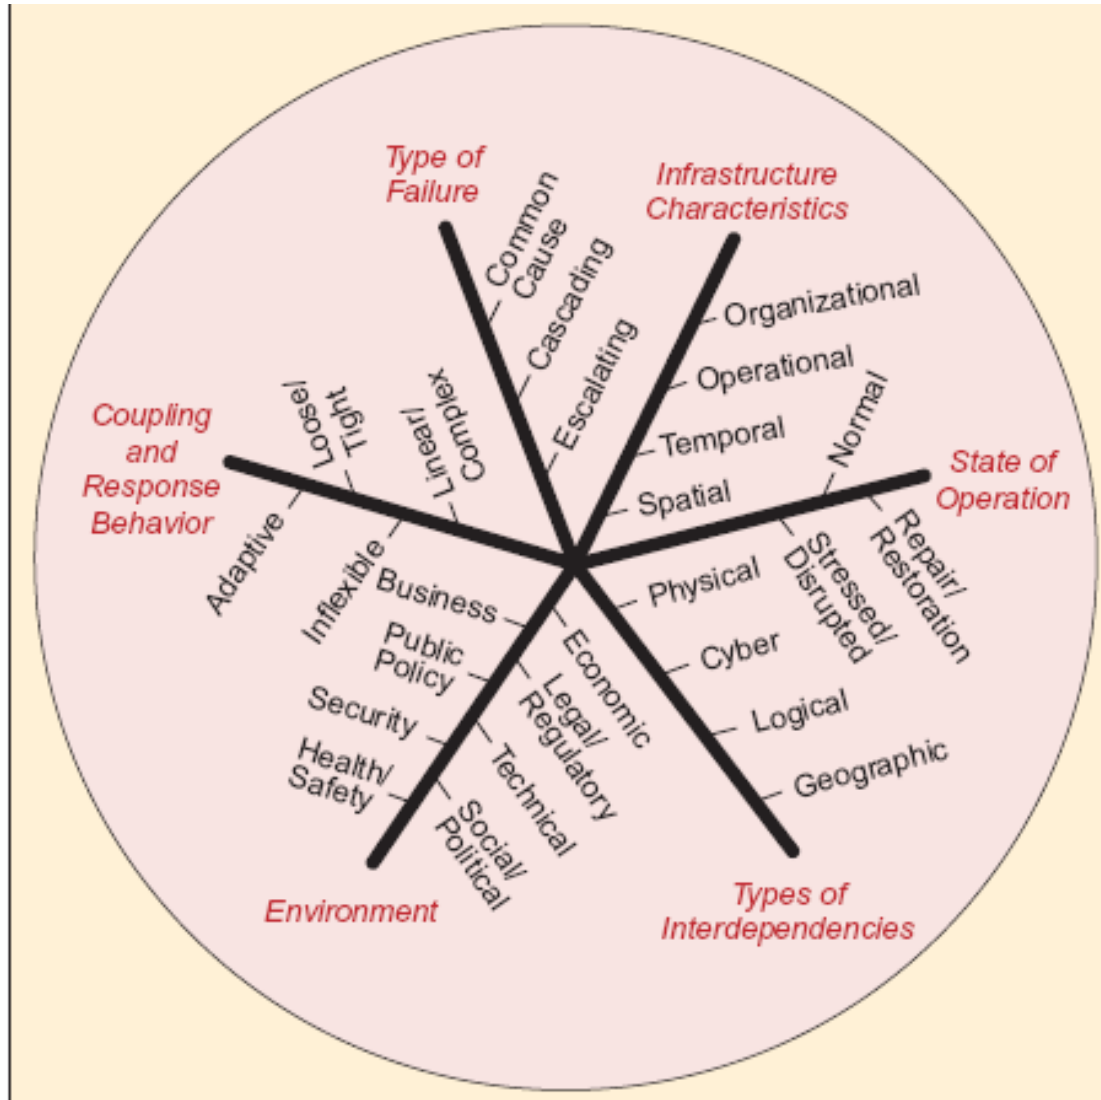 Type of
Failure
Common
Cause
Cascading
Escalating
Infrastructure
Characteristics
Organizational
Operational
Temporal
Spatial
State of
Operation
Normal
Repair/
Restoration
Stressed/
Disrupted
Types of
Interdependencies
Physical
Cyber
Logical
Geographic
Environment
Economic
Legal/
Regulatory
Technical
Social/
Political
Business
Public
Policy
Security
Health/
Safety
Coupling
and
Response
Behavior
Loose/
Tight
Linear/
Complex
Adaptive
Inflexible